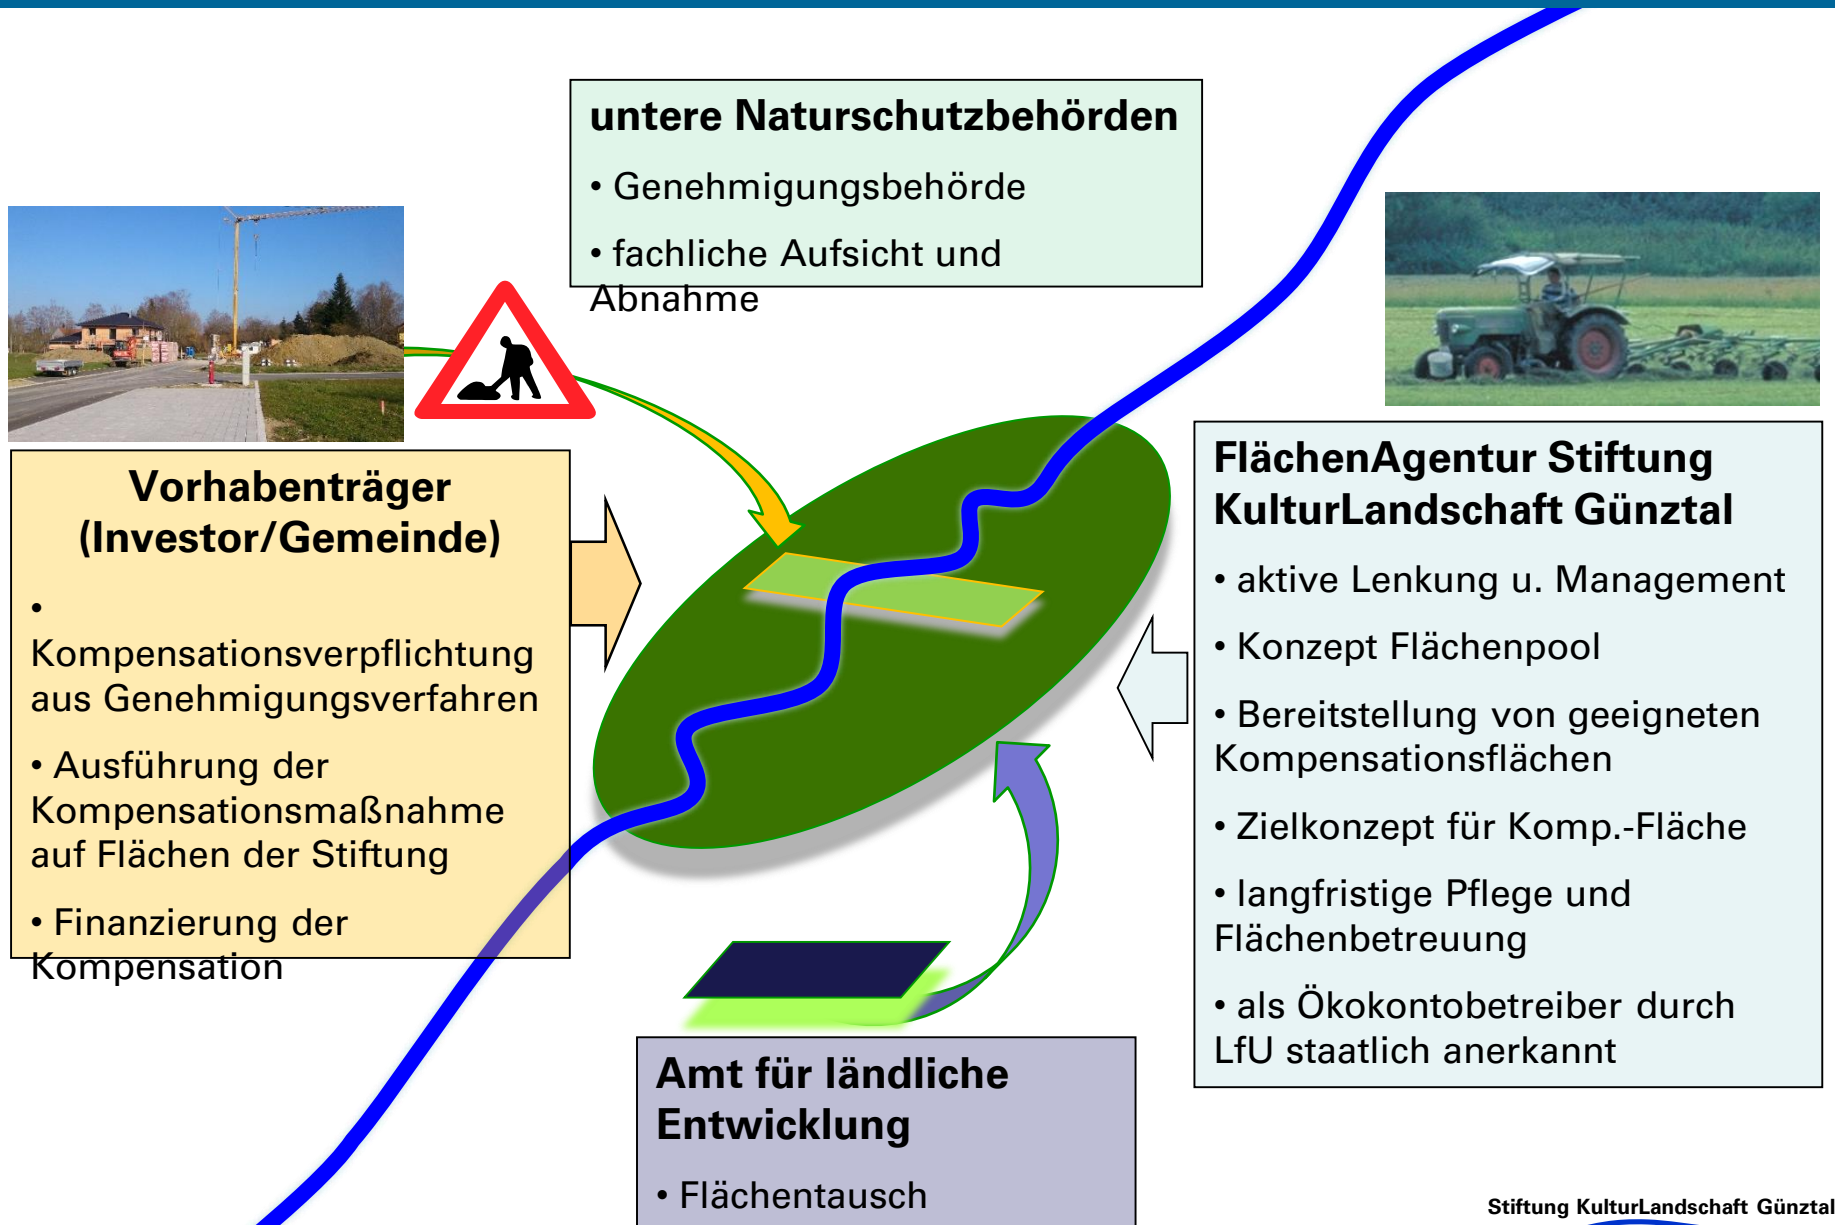 untere Naturschutzbehörden
• Genehmigungsbehörde
• fachliche Aufsicht und
Abnahme
Vorhabenträger
(Investor/Gemeinde)
•
Kompensationsverpflichtung
aus Genehmigungsverfahren
• Ausführung der
Kompensationsmaßnahme
auf Flächen der Stiftung
• Finanzierung der
Kompensation
FlächenAgentur Stiftung
KulturLandschaft Günztal
• aktive Lenkung u. Management
• Konzept Flächenpool
• Bereitstellung von geeigneten
Kompensationsflächen
• Zielkonzept für Komp.-Fläche
• langfristige Pflege und
Flächenbetreuung
• als Ökokontobetreiber durch
LfU staatlich anerkannt
Amt für ländliche
Entwicklung
• Flächentausch
Stiftung KulturLandschaft Günztal